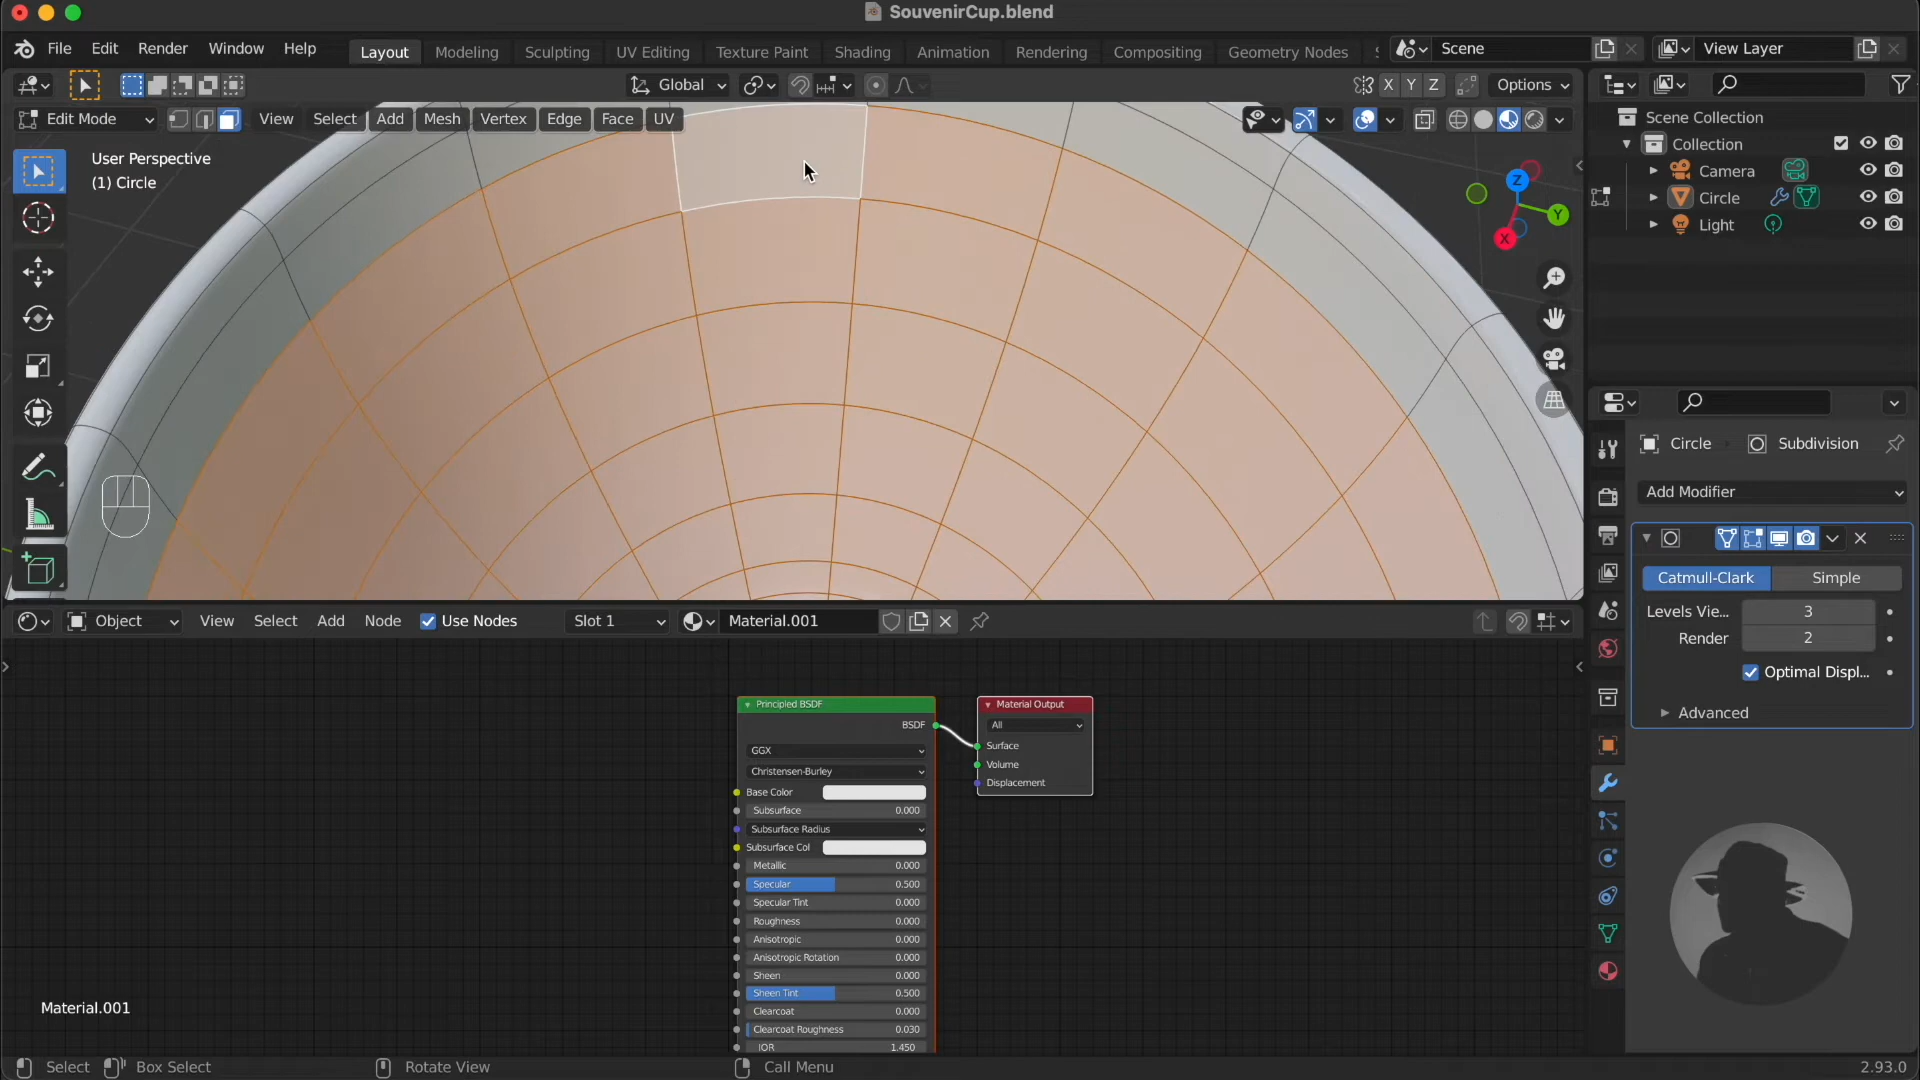 SouvenirCup.blend
File Edit Render Window Help Layout Modeling Sculpting UV Editing Texture Paint Shading Animation Rendering Compositing Geometry Nodes Scene View Layer
Global X Y Z Options
Edit Mode View Select Add Mesh Vertex Edge Face UV
User Perspective
(1) Circle
Z
Y
X
Scene Collection
Collection
Camera
Circle
Light
Circle Subdivision
Add Modifier
Catmull-Clark Simple
Levels Vie... 3
Render 2
Optimal Displ...
Advanced
Object View Select Add Node Use Nodes Slot 1 Material.001
Principled BSDF
BSDF
GGX
Christensen-Burley
Base Color
Subsurface 0.000
Subsurface Radius
Subsurface Col
Metallic 0.000
Specular 0.500
Specular Tint 0.000
Roughness 0.000
Anisotropic 0.000
Anisotropic Rotation 0.000
Sheen 0.000
Sheen Tint 0.500
Clearcoat 0.000
Clearcoat Roughness 0.030
IOR 1.450
Material Output
All
Surface
Volume
Displacement
Material.001
Select Box Select Rotate View Call Menu 2.93.0